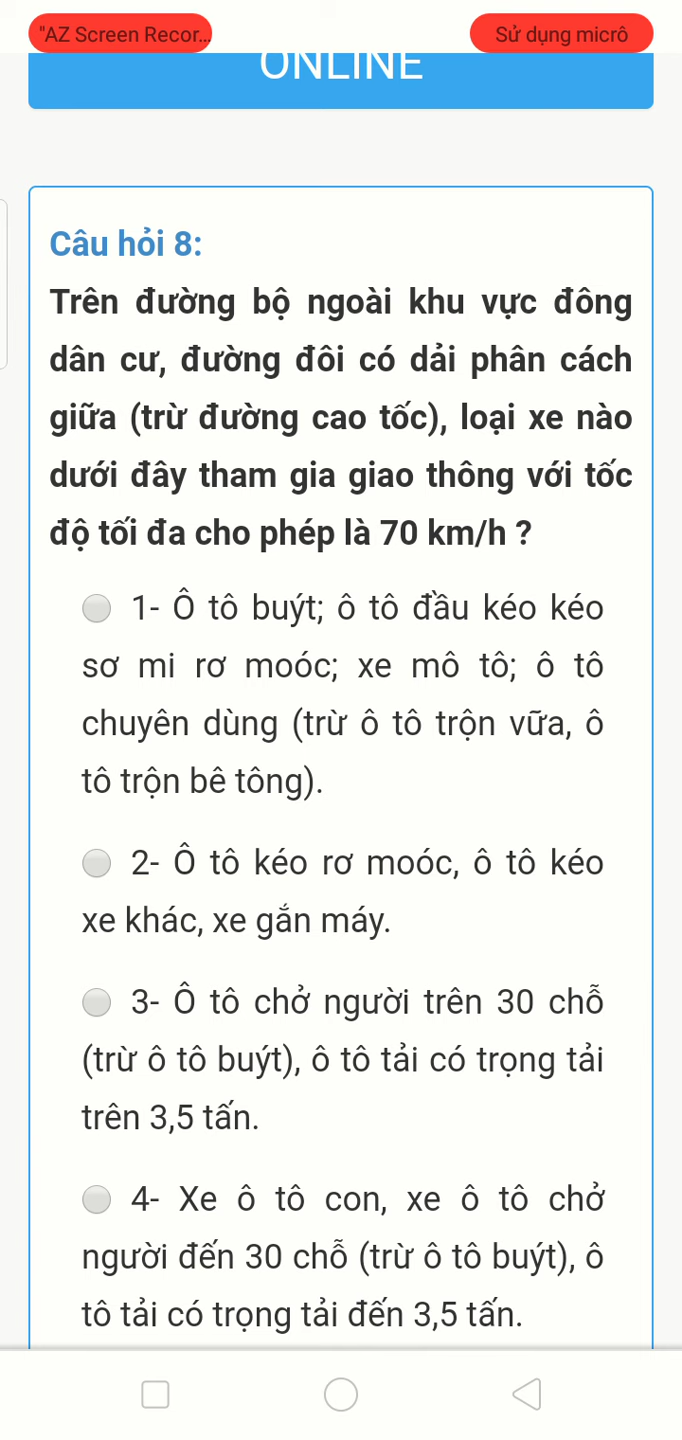 "AZ Screen Recor...
Sử dụng micrô
ONLINE
Câu hỏi 8:
Trên đường bộ ngoài khu vực đông
dân cư, đường đôi có dải phân cách
giữa (trừ đường cao tốc), loại xe nào
dưới đây tham gia giao thông với tốc
độ tối đa cho phép là 70 km/h ?
1- Ô tô buýt; ô tô đầu kéo kéo
sơ mi rơ moóc; xe mô tô; ô tô
chuyên dùng (trừ ô tô trộn vữa, ô
tô trộn bê tông).
2- Ô tô kéo rơ moóc, ô tô kéo
xe khác, xe gắn máy.
3- Ô tô chở người trên 30 chỗ
(trừ ô tô buýt), ô tô tải có trọng tải
trên 3,5 tấn.
4- Xe ô tô con, xe ô tô chở
người đến 30 chỗ (trừ ô tô buýt), ô
tô tải có trọng tải đến 3,5 tấn.